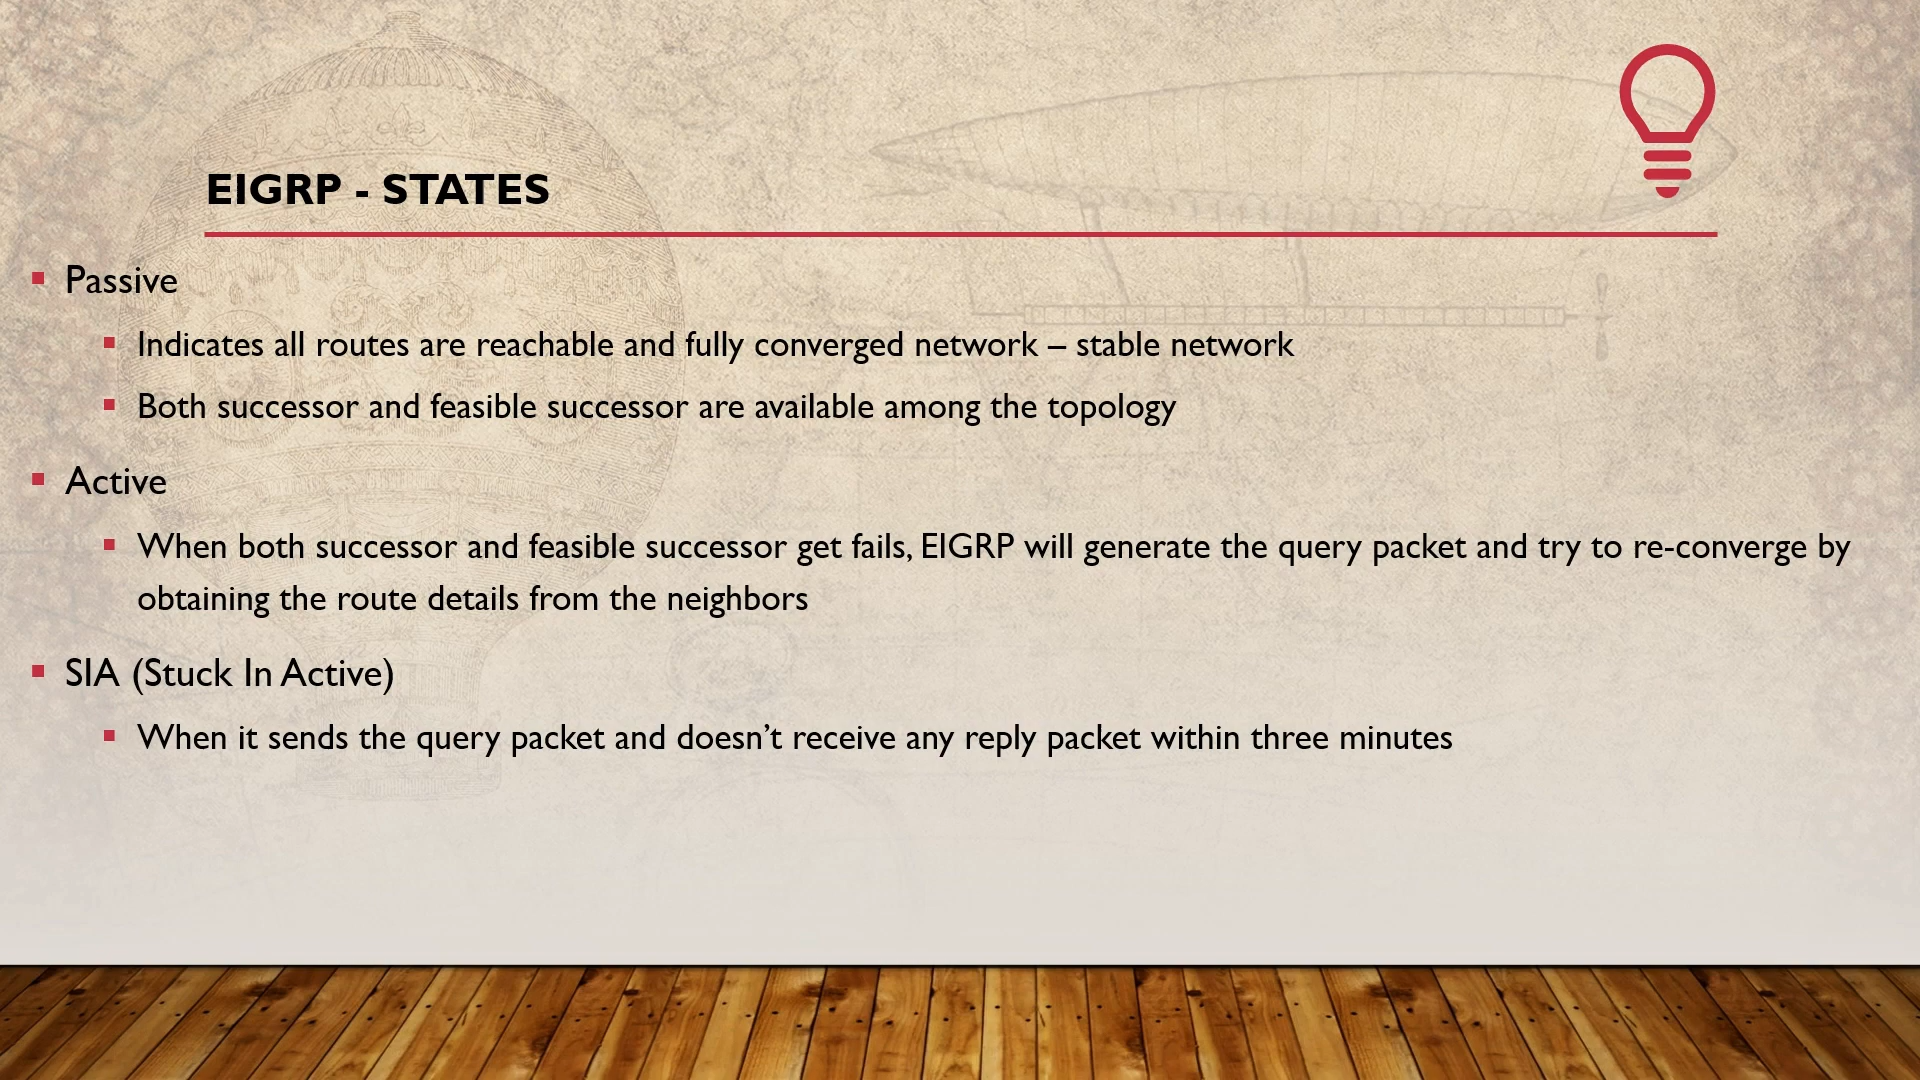 EIGRP - STATES
Passive
Indicates all routes are reachable and fully converged network – stable network
Both successor and feasible successor are available among the topology
Active
When both successor and feasible successor get fails, EIGRP will generate the query packet and try to re-converge by
obtaining the route details from the neighbors
SIA (Stuck In Active)
When it sends the query packet and doesn’t receive any reply packet within three minutes